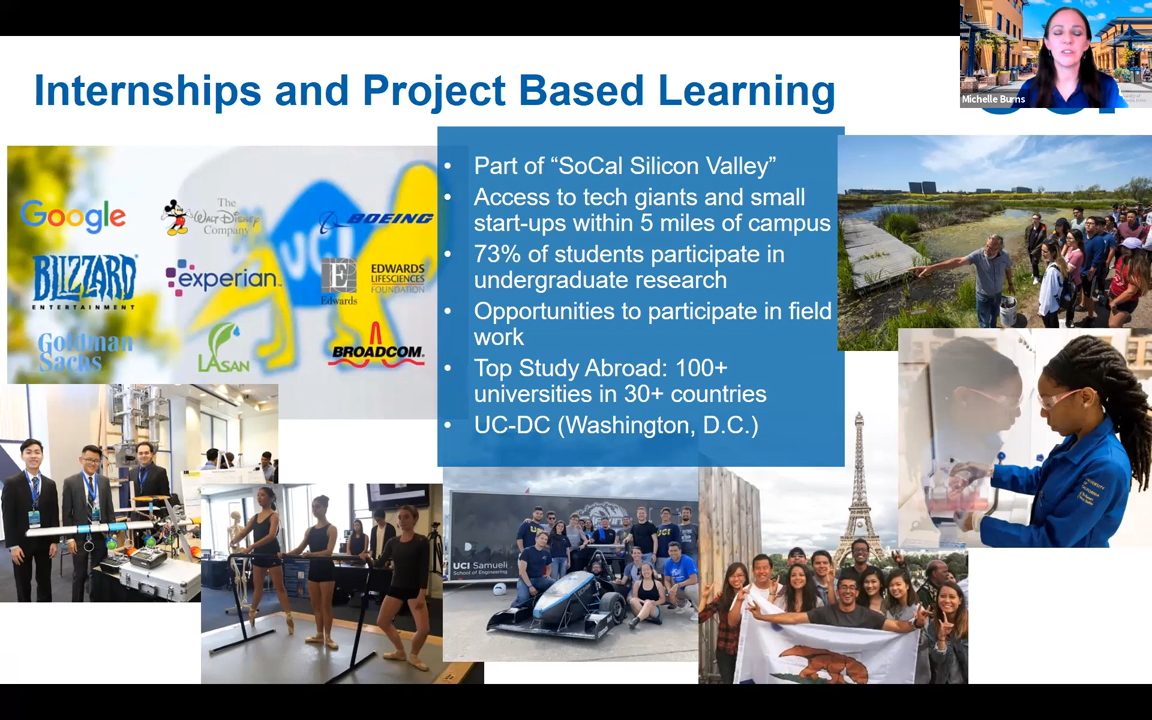 Internships and Project Based Learning
Michelle Burns
Google
The
Walt Disney
Company
BOEING
BLIZZARD
ENTERTAINMENT
experian
E
Edwards
EDWARDS
LIFESCIENCES
FOUNDATION
Goldman
Sachs
LASAN
BROADCOM
UCI
• Part of “SoCal Silicon Valley”
• Access to tech giants and small
start-ups within 5 miles of campus
• 73% of students participate in
undergraduate research
• Opportunities to participate in field
work
• Top Study Abroad: 100+
universities in 30+ countries
• UC-DC (Washington, D.C.)
UCI Samueli
School of Engineering
UCI